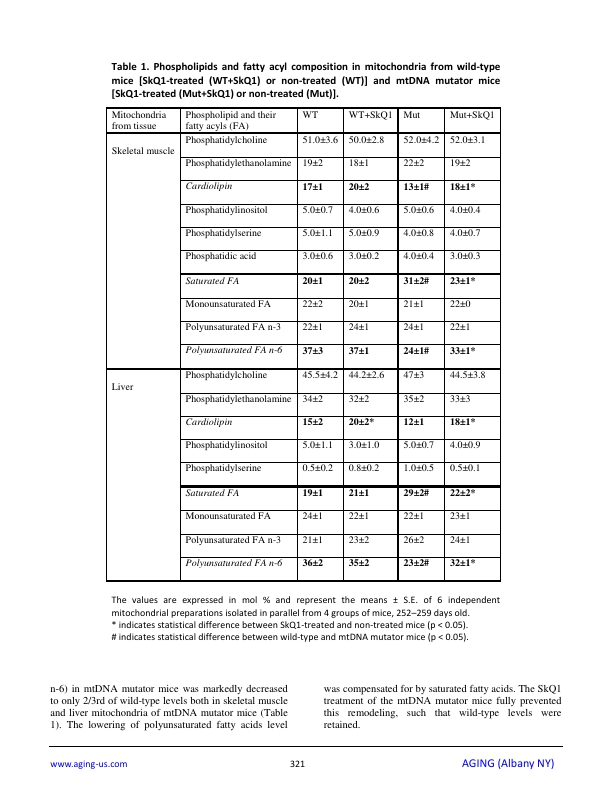 Table 1. Phospholipids and fatty acyl composition in mitochondria from wild-type
mice [SkQ1-treated (WT+SkQ1) or non-treated (WT)] and mtDNA mutator mice
[SkQ1-treated (Mut+SkQ1) or non-treated (Mut)].
Mitochondria from tissue Phospholipid and their fatty acyls (FA) WT WT+SkQ1 Mut Mut+SkQ1
Skeletal muscle Phosphatidylcholine 51.0±3.6 50.0±2.8 52.0±4.2 52.0±3.1
Phosphatidylethanolamine 19±2 18±1 22±2 19±2
Cardiolipin 17±1 20±2 13±1# 18±1*
Phosphatidylinositol 5.0±0.7 4.0±0.6 5.0±0.6 4.0±0.4
Phosphatidylserine 5.0±1.1 5.0±0.9 4.0±0.8 4.0±0.7
Phosphatidic acid 3.0±0.6 3.0±0.2 4.0±0.4 3.0±0.3
Saturated FA 20±1 20±2 31±2# 23±1*
Monounsaturated FA 22±2 20±1 21±1 22±0
Polyunsaturated FA n-3 22±1 24±1 24±1 22±1
Polyunsaturated FA n-6 37±3 37±1 24±1# 33±1*
Liver Phosphatidylcholine 45.5±4.2 44.2±2.6 47±3 44.5±3.8
Phosphatidylethanolamine 34±2 32±2 35±2 33±3
Cardiolipin 15±2 20±2* 12±1 18±1*
Phosphatidylinositol 5.0±1.1 3.0±1.0 5.0±0.7 4.0±0.9
Phosphatidylserine 0.5±0.2 0.8±0.2 1.0±0.5 0.5±0.1
Saturated FA 19±1 21±1 29±2# 22±2*
Monounsaturated FA 24±1 22±1 22±1 23±1
Polyunsaturated FA n-3 21±1 23±2 26±2 24±1
Polyunsaturated FA n-6 36±2 35±2 23±2# 32±1*
The values are expressed in mol % and represent the means ± S.E. of 6 independent
mitochondrial preparations isolated in parallel from 4 groups of mice, 252–259 days old.
* indicates statistical difference between SkQ1-treated and non-treated mice (p < 0.05).
# indicates statistical difference between wild-type and mtDNA mutator mice (p < 0.05).
n-6) in mtDNA mutator mice was markedly decreased
to only 2/3rd of wild-type levels both in skeletal muscle
and liver mitochondria of mtDNA mutator mice (Table
1). The lowering of polyunsaturated fatty acids level
was compensated for by saturated fatty acids. The SkQ1
treatment of the mtDNA mutator mice fully prevented
this remodeling, such that wild-type levels were
retained.
www.aging-us.com 321 AGING (Albany NY)